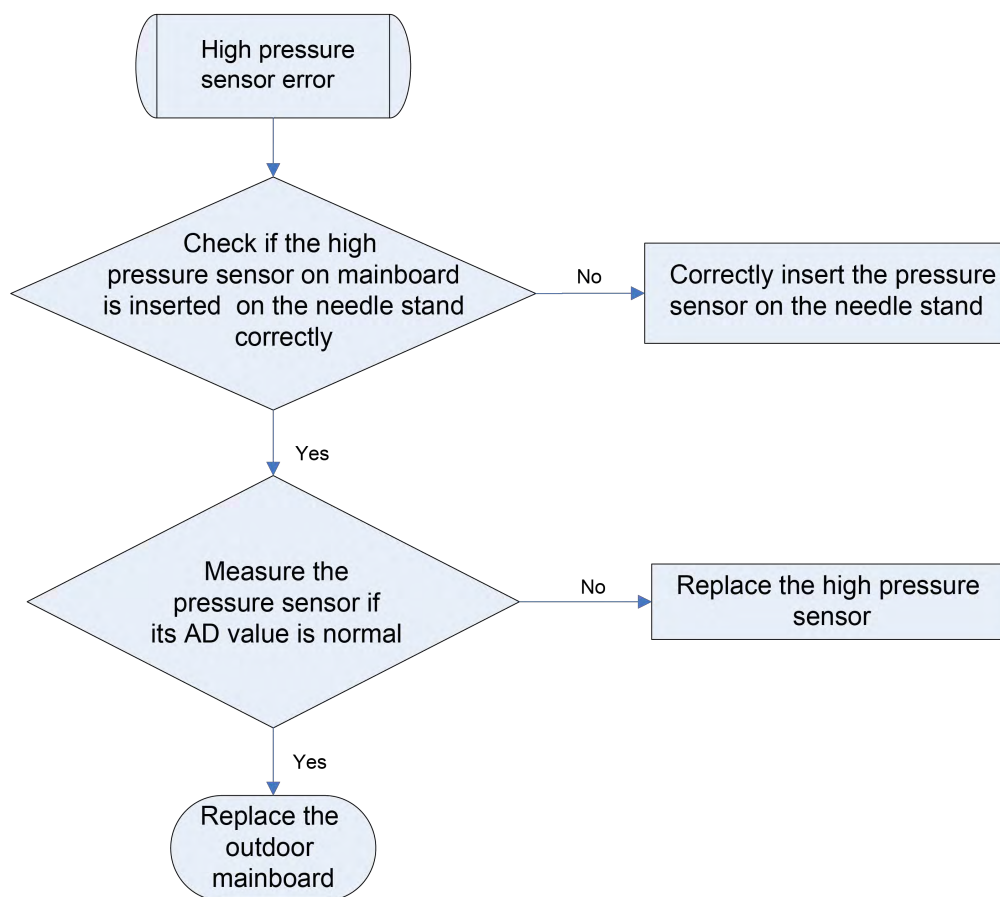 High pressure
sensor error
Check if the high
pressure sensor on mainboard
is inserted on the needle stand
correctly
No
Correctly insert the pressure
sensor on the needle stand
Yes
Measure the
pressure sensor if
its AD value is normal
No
Replace the high pressure
sensor
Yes
Replace the
outdoor
mainboard